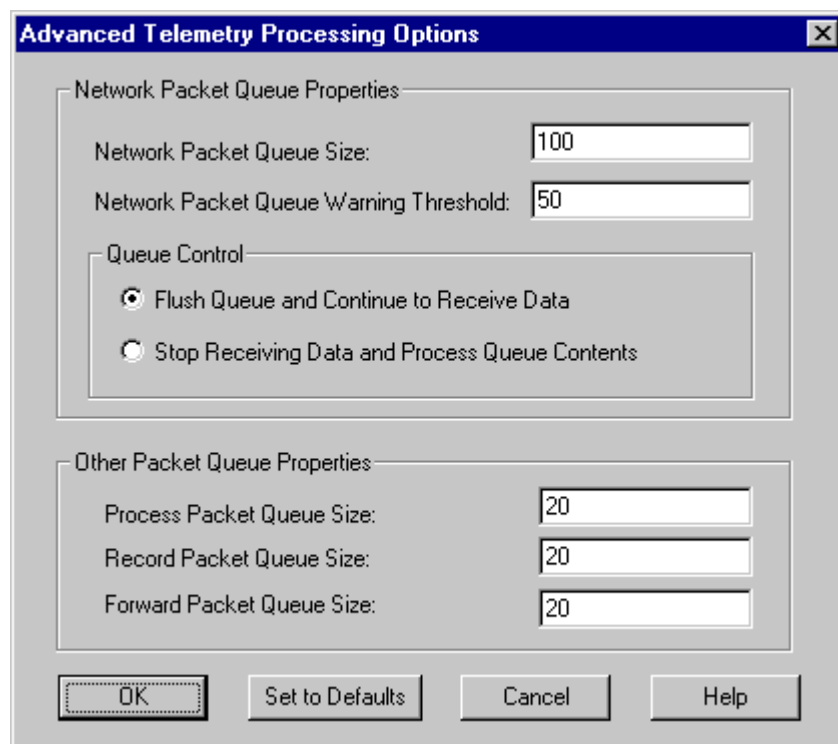 Advanced Telemetry Processing Options
Network Packet Queue Properties
Network Packet Queue Size: 100
Network Packet Queue Warning Threshold: 50
Queue Control
Flush Queue and Continue to Receive Data
Stop Receiving Data and Process Queue Contents
Other Packet Queue Properties
Process Packet Queue Size: 20
Record Packet Queue Size: 20
Forward Packet Queue Size: 20
OK Set to Defaults Cancel Help